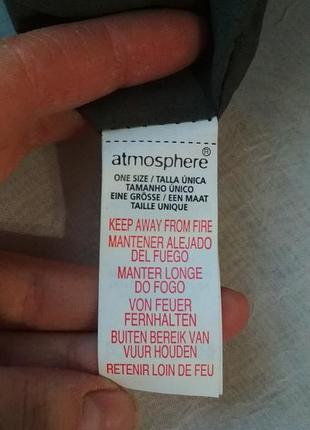 atmosphere®
ONE SIZE / TALLA ÚNICA
TAMANHO ÚNICO
EINE GRÖSSE / EEN MAAT
TAILLE UNIQUE
KEEP AWAY FROM FIRE
MANTENER ALEJADO
DEL FUEGO
MANTER LONGE
DO FOGO
VON FEUER
FERNHALTEN
BUITEN BEREIK VAN
VUUR HOUDEN
RETENIR LOIN DE FEU